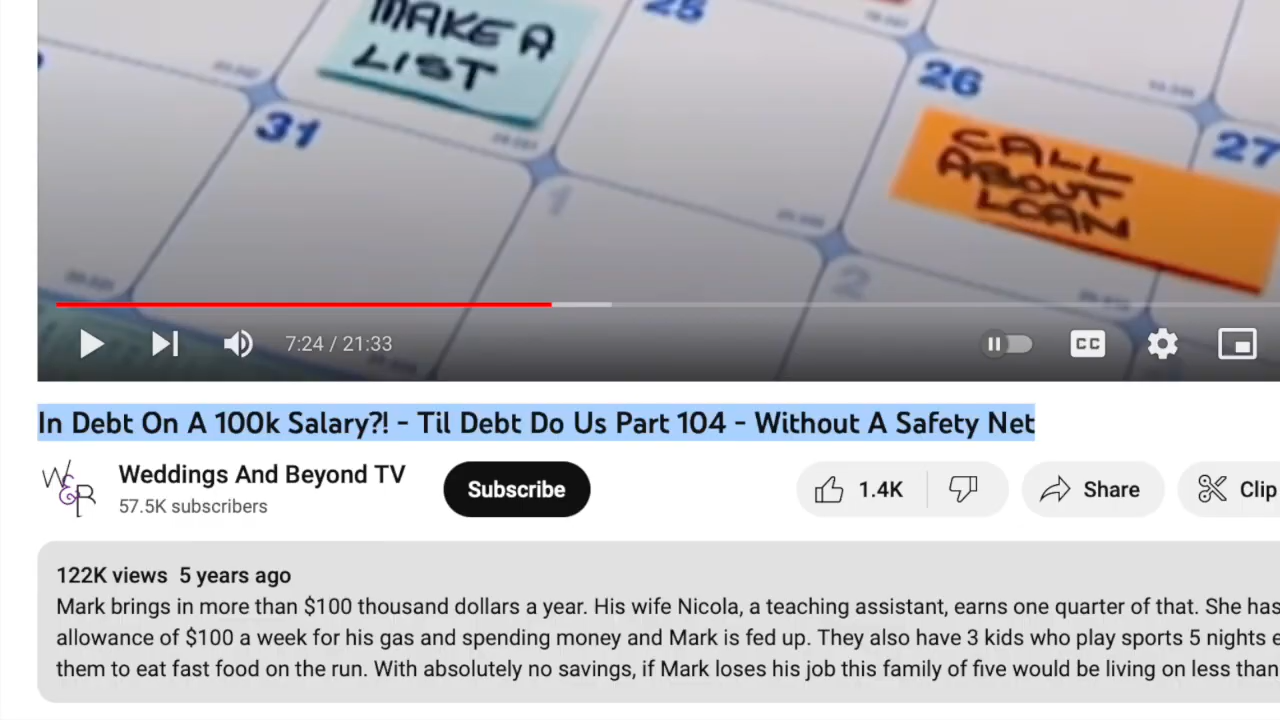 MAKE A
LIST
25
26
31
CALL
ABOUT
LOAN
27
1
2
7:24 / 21:33
CC
In Debt On A 100k Salary?! - Til Debt Do Us Part 104 - Without A Safety Net
W&R
Weddings And Beyond TV
57.5K subscribers
Subscribe
1.4K
Share
Clip
122K views 5 years ago
Mark brings in more than $100 thousand dollars a year. His wife Nicola, a teaching assistant, earns one quarter of that. She has
allowance of $100 a week for his gas and spending money and Mark is fed up. They also have 3 kids who play sports 5 nights
them to eat fast food on the run. With absolutely no savings, if Mark loses his job this family of five would be living on less than